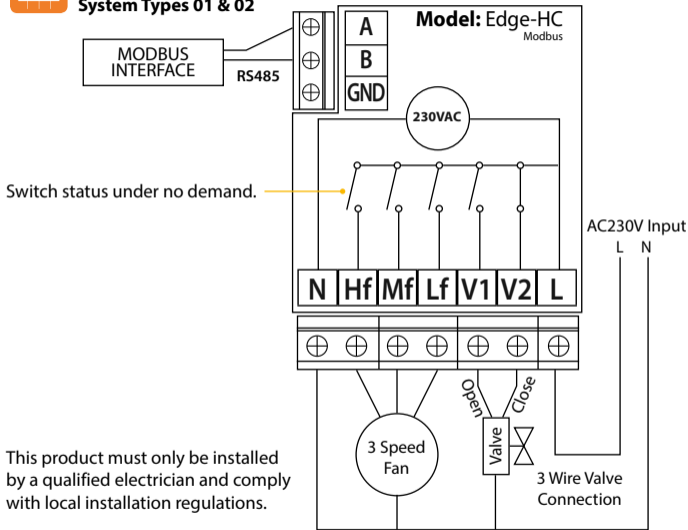 System Types 01 & 02
Model: Edge-HC
Modbus
A
B
GND
MODBUS
INTERFACE
RS485
230VAC
Switch status under no demand.
AC230V Input
L N
N Hf Mf Lf V1 V2 L
Open
Close
3 Speed
Fan
Valve
3 Wire Valve
Connection
This product must only be installed
by a qualified electrician and comply
with local installation regulations.